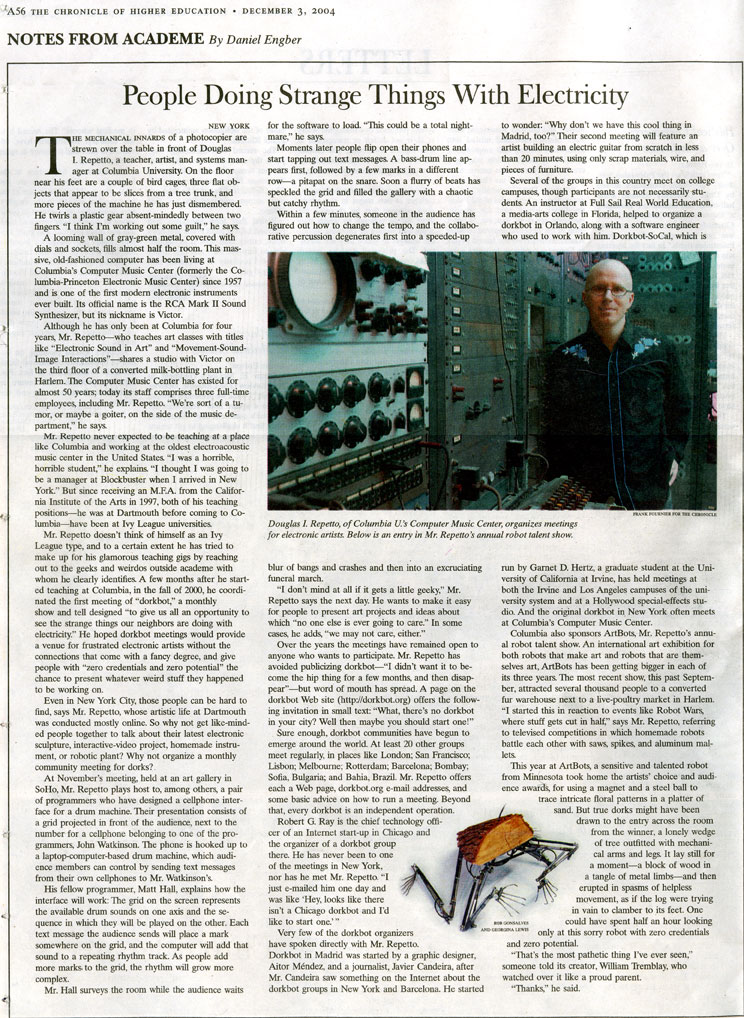 A56 THE CHRONICLE OF HIGHER EDUCATION • DECEMBER 3, 2004
NOTES FROM ACADEME By Daniel Engber
People Doing Strange Things With Electricity
NEW YORK
THE MECHANICAL INNARDS of a photocopier are
strewn over the table in front of Douglas
I. Repetto, a teacher, artist, and systems man-
ager at Columbia University. On the floor
near his feet are a couple of bird cages, three flat ob-
jects that appear to be slices from a tree trunk, and
more pieces of the machine he has just dismembered.
He twirls a plastic gear absent-mindedly between two
fingers. “I think I’m working out some guilt,” he says.
A looming wall of gray-green metal, covered with
dials and sockets, fills almost half the room. This mas-
sive, old-fashioned computer has been living at
Columbia’s Computer Music Center (formerly the Co-
lumbia-Princeton Electronic Music Center) since 1957
and is one of the first modern electronic instruments
ever built. Its official name is the RCA Mark II Sound
Synthesizer, but its nickname is Victor.
Although he has only been at Columbia for four
years, Mr. Repetto—who teaches art classes with titles
like “Electronic Sound in Art” and “Movement-Sound-
Image Interactions”—shares a studio with Victor on
the third floor of a converted milk-bottling plant in
Harlem. The Computer Music Center has existed for
almost 50 years; today its staff comprises three full-time
employees, including Mr. Repetto. “We’re sort of a tu-
mor, or maybe a goiter, on the side of the music de-
partment,” he says.
Mr. Repetto never expected to be teaching at a place
like Columbia and working at the oldest electroacoustic
music center in the United States. “I was a horrible,
horrible student,” he explains. “I thought I was going to
be a manager at Blockbuster when I arrived in New
York.” But since receiving an M.F.A. from the Califor-
nia Institute of the Arts in 1997, both of his teaching
positions—he was at Dartmouth before coming to Co-
lumbia—have been at Ivy League universities.
Mr. Repetto doesn’t think of himself as an Ivy
League type, and to a certain extent he has tried to
make up for his glamorous teaching gigs by reaching
out to the geeks and weirdos outside academe with
whom he clearly identifies. A few months after he start-
ed teaching at Columbia, in the fall of 2000, he coordi-
nated the first meeting of “dorkbot,” a monthly
show and tell designed “to give us all an opportunity to
see the strange things our neighbors are doing with
electricity.” He hoped dorkbot meetings would provide
a venue for frustrated electronic artists without the
connections that come with a fancy degree, and give
people with “zero credentials and zero potential” the
chance to present whatever weird stuff they happened
to be working on.
Even in New York City, those people can be hard to
find, says Mr. Repetto, whose artistic life at Dartmouth
was conducted mostly online. So why not get like-mind-
ed people together to talk about their latest electronic
sculpture, interactive-video project, homemade instru-
ment, or robotic plant? Why not organize a monthly
community meeting for dorks?
At November’s meeting, held at an art gallery in
SoHo, Mr. Repetto plays host to, among others, a pair
of programmers who have designed a cellphone inter-
face for a drum machine. Their presentation consists of
a grid projected in front of the audience, next to the
number for a cellphone belonging to one of the pro-
grammers, John Watkinson. The phone is hooked up to
a laptop-computer-based drum machine, which audi-
ence members can control by sending text messages
from their own cellphones to Mr. Watkinson’s.
His fellow programmer, Matt Hall, explains how the
interface will work: The grid on the screen represents
the available drum sounds on one axis and the se-
quence in which they will be played on the other. Each
text message the audience sends will place a mark
somewhere on the grid, and the computer will add that
sound to a repeating rhythm track. As people add
more marks to the grid, the rhythm will grow more
complex.
Mr. Hall surveys the room while the audience waits
for the software to load. “This could be a total night-
mare,” he says.
Moments later people flip open their phones and
start tapping out text messages. A bass-drum line ap-
pears first, followed by a few marks in a different
row—a pitapat on the snare. Soon a flurry of beats has
speckled the grid and filled the gallery with a chaotic
but catchy rhythm.
Within a few minutes, someone in the audience has
figured out how to change the tempo, and the collabo-
rative percussion degenerates first into a speeded-up
Douglas I. Repetto, of Columbia U.’s Computer Music Center, organizes meetings
for electronic artists. Below is an entry in Mr. Repetto’s annual robot talent show.
FRANK FOURNIER FOR THE CHRONICLE
blur of bangs and crashes and then into an excruciating
funeral march.
“I don’t mind at all if it gets a little geeky,” Mr.
Repetto says the next day. He wants to make it easy
for people to present art projects and ideas about
which “no one else is ever going to care.” In some
cases, he adds, “we may not care, either.”
Over the years the meetings have remained open to
anyone who wants to participate. Mr. Repetto has
avoided publicizing dorkbot—“I didn’t want it to be-
come the hip thing for a few months, and then disap-
pear”—but word of mouth has spread. A page on the
dorkbot Web site (http://dorkbot.org) offers the follow-
ing invitation in small text: “What, there’s no dorkbot
in your city? Well then maybe you should start one!”
Sure enough, dorkbot communities have begun to
emerge around the world. At least 20 other groups
meet regularly, in places like London; San Francisco;
Lisbon; Melbourne; Rotterdam; Barcelona; Bombay;
Sofia, Bulgaria; and Bahia, Brazil. Mr. Repetto offers
each a Web page, dorkbot.org e-mail addresses, and
some basic advice on how to run a meeting. Beyond
that, every dorkbot is an independent operation.
Robert G. Ray is the chief technology offi-
cer of an Internet start-up in Chicago and
the organizer of a dorkbot group
there. He has never been to one
of the meetings in New York,
nor has he met Mr. Repetto. “I
just e-mailed him one day and
was like ‘Hey, looks like there
isn’t a Chicago dorkbot and I’d
like to start one.’ ”
Very few of the dorkbot organizers
have spoken directly with Mr. Repetto.
Dorkbot in Madrid was started by a graphic designer,
Aitor Méndez, and a journalist, Javier Candeira, after
Mr. Candeira saw something on the Internet about the
dorkbot groups in New York and Barcelona. He started
to wonder: “Why don’t we have this cool thing in
Madrid, too?” Their second meeting will feature an
artist building an electric guitar from scratch in less
than 20 minutes, using only scrap materials, wire, and
pieces of furniture.
Several of the groups in this country meet on college
campuses, though participants are not necessarily stu-
dents. An instructor at Full Sail Real World Education,
a media-arts college in Florida, helped to organize a
dorkbot in Orlando, along with a software engineer
who used to work with him. Dorkbot-SoCal, which is
run by Garnet D. Hertz, a graduate student at the Uni-
versity of California at Irvine, has held meetings at
both the Irvine and Los Angeles campuses of the uni-
versity system and at a Hollywood special-effects stu-
dio. And the original dorkbot in New York often meets
at Columbia’s Computer Music Center.
Columbia also sponsors ArtBots, Mr. Repetto’s annu-
al robot talent show. An international art exhibition for
both robots that make art and robots that are them-
selves art, ArtBots has been getting bigger in each of
its three years. The most recent show, this past Septem-
ber, attracted several thousand people to a converted
fur warehouse next to a live-poultry market in Harlem.
“I started this in reaction to events like Robot Wars,
where stuff gets cut in half,” says Mr. Repetto, referring
to televised competitions in which homemade robots
battle each other with saws, spikes, and aluminum mal-
lets.
This year at ArtBots, a sensitive and talented robot
from Minnesota took home the artists’ choice and audi-
ence awards, for using a magnet and a steel ball to
trace intricate floral patterns in a platter of
sand. But true dorks might have been
drawn to the entry across the room
from the winner, a lonely wedge
of tree outfitted with mechani-
cal arms and legs. It lay still for
a moment—a block of wood in
a tangle of metal limbs—and then
erupted in spasms of helpless
movement, as if the log were trying
in vain to clamber to its feet. One
could have spent half an hour looking
only at this sorry robot with zero credentials
and zero potential.
“That’s the most pathetic thing I’ve ever seen,”
someone told its creator, William Tremblay, who
watched over it like a proud parent.
“Thanks,” he said.
ROB GONSALVES
AND GEORGINA LEWIS